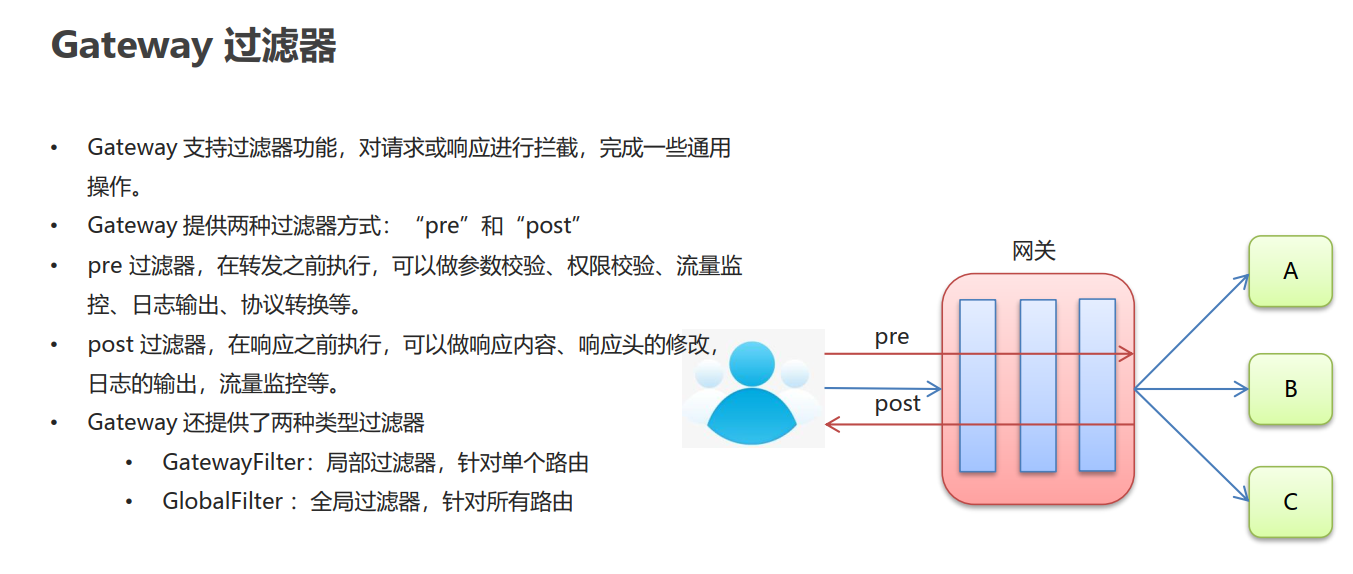 Gateway 过滤器
• Gateway 支持过滤器功能，对请求或响应进行拦截，完成一些通用
操作。
• Gateway 提供两种过滤器方式：“pre”和“post”
• pre 过滤器，在转发之前执行，可以做参数校验、权限校验、流量监
控、日志输出、协议转换等。
• post 过滤器，在响应之前执行，可以做响应内容、响应头的修改，
日志的输出，流量监控等。
• Gateway 还提供了两种类型过滤器
• GatewayFilter：局部过滤器，针对单个路由
• GlobalFilter ：全局过滤器，针对所有路由
网关
pre
post
A
B
C